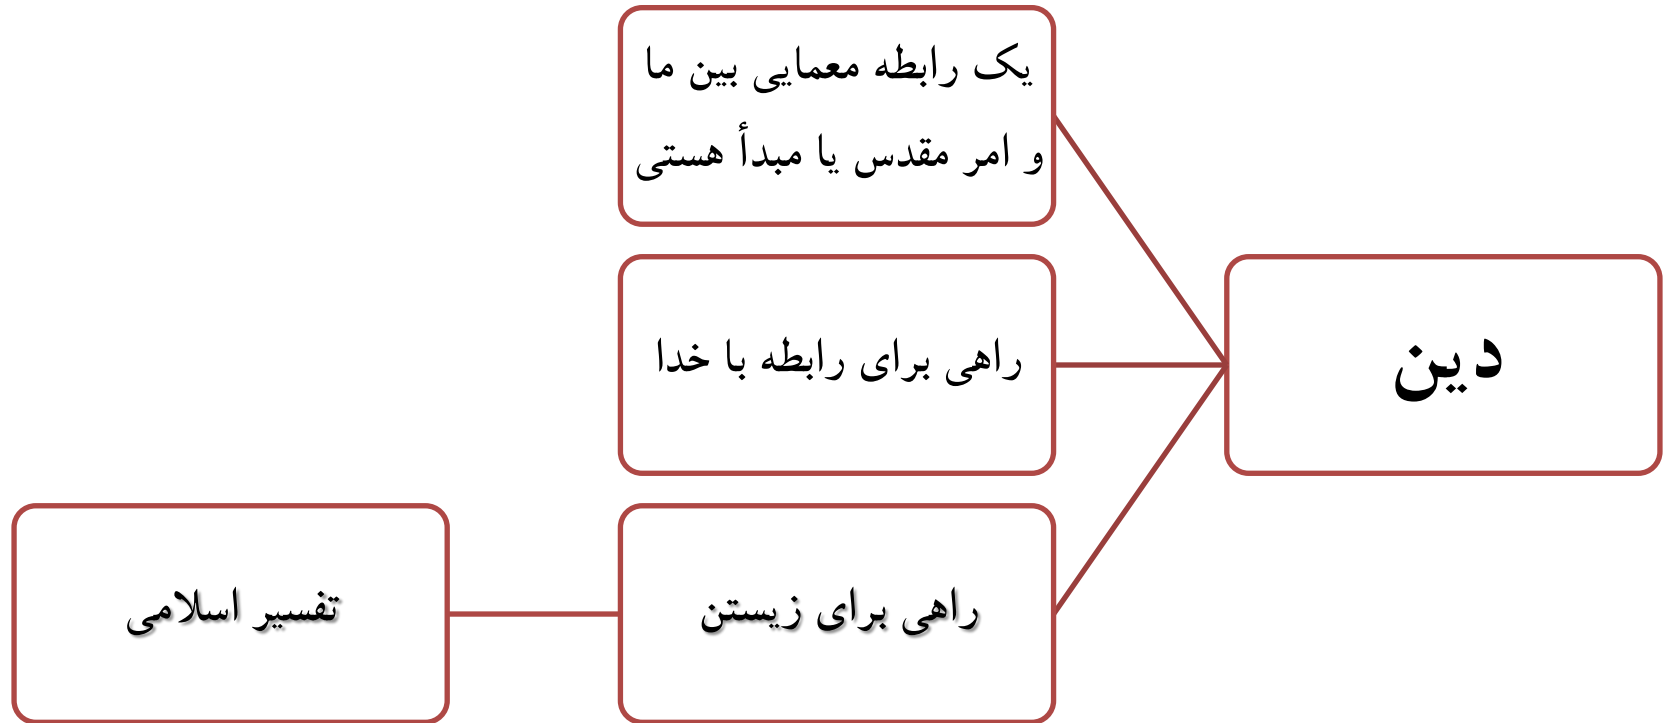 دین
یک رابطه معمایی بین ما
و امر مقدس یا مبدأ هستی
راهی برای رابطه با خدا
راهی برای زیستن
تفسیر اسلامی